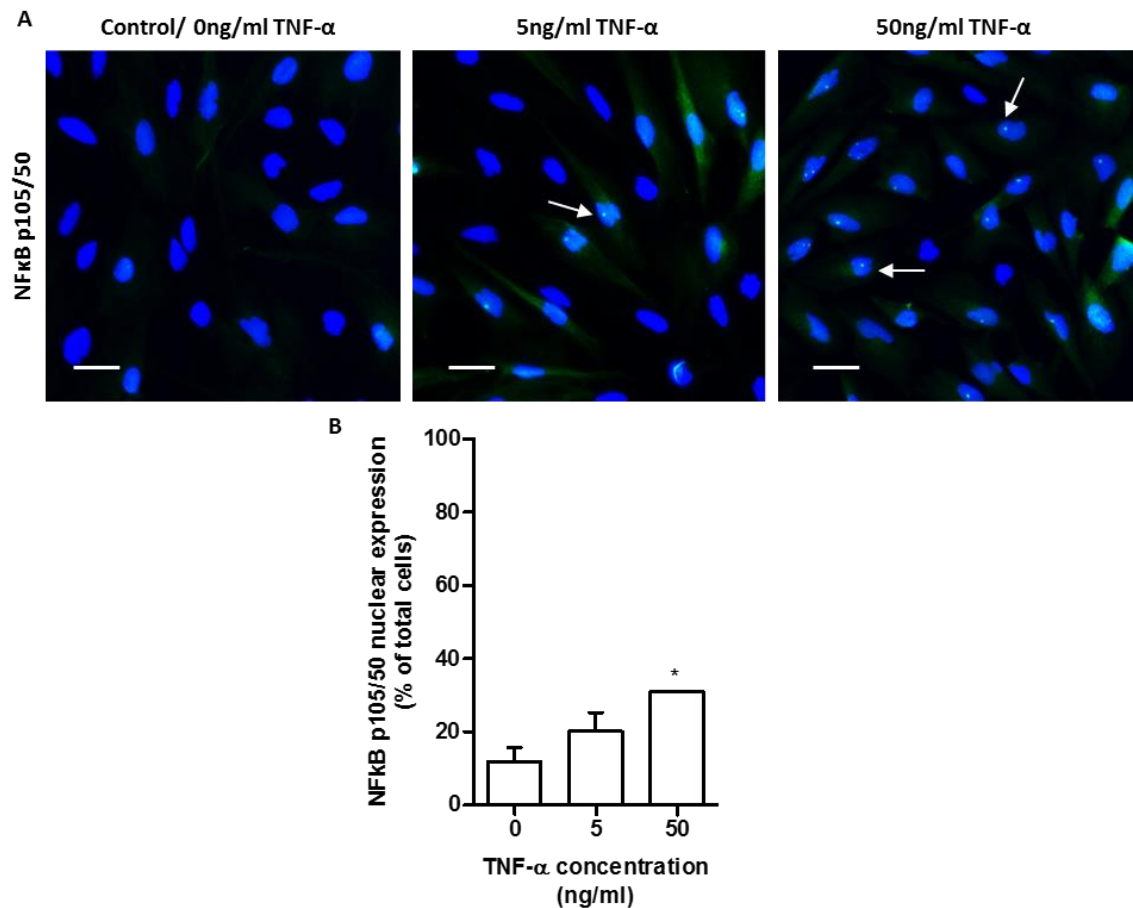 A
Control/ 0ng/ml TNF-α
5ng/ml TNF-α
50ng/ml TNF-α
NFκB p105/50
B
NFκB p105/50 nuclear expression
(% of total cells)
100
80
60
40
20
0
*
0 5 50
TNF-α concentration
(ng/ml)